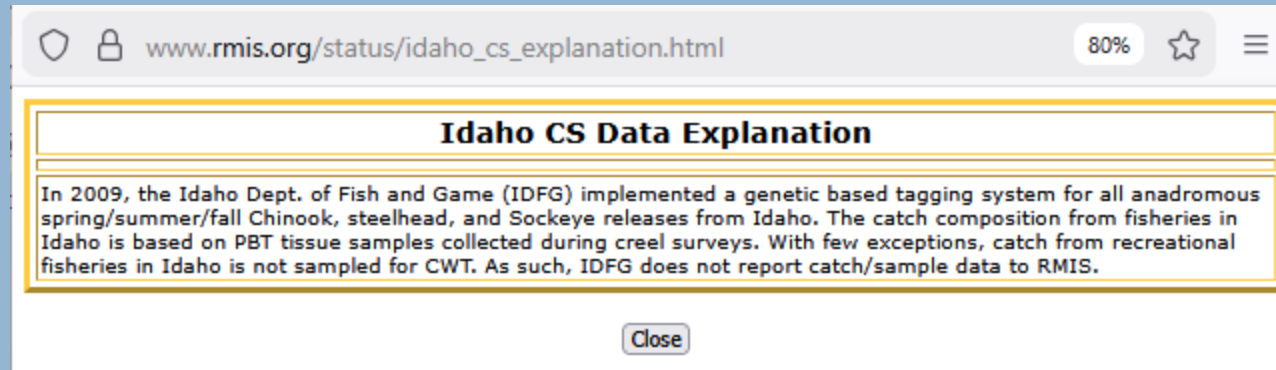 www.rmis.org/status/idaho_cs_explanation.html
80%
Idaho CS Data Explanation
In 2009, the Idaho Dept. of Fish and Game (IDFG) implemented a genetic based tagging system for all anadromous
spring/summer/fall Chinook, steelhead, and Sockeye releases from Idaho. The catch composition from fisheries in
Idaho is based on PBT tissue samples collected during creel surveys. With few exceptions, catch from recreational
fisheries in Idaho is not sampled for CWT. As such, IDFG does not report catch/sample data to RMIS.
Close